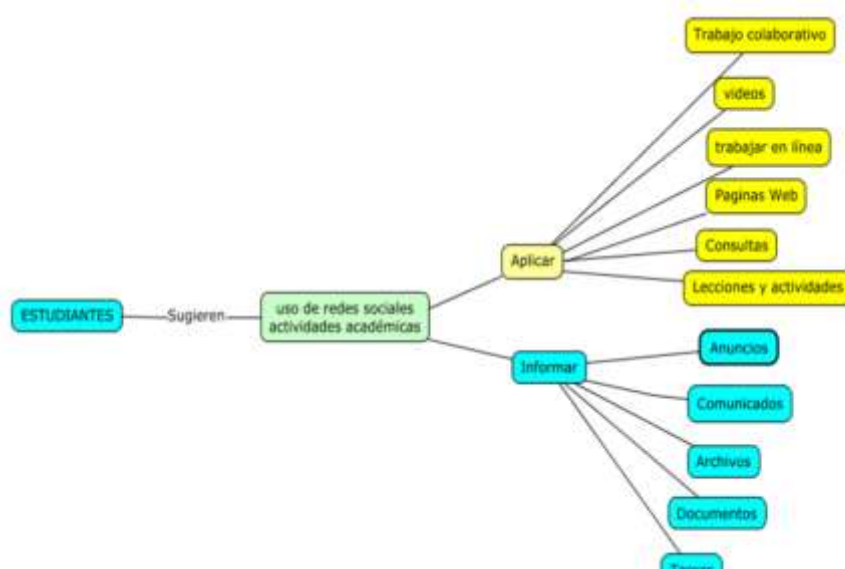 Trabajo colaborativo
videos
trabajar en línea
Paginas Web
Consultas
Lecciones y actividades
Aplicar
ESTUDIANTES
Sugieren
uso de redes sociales
actividades académicas
Informar
Anuncios
Comunicados
Archivos
Documentos